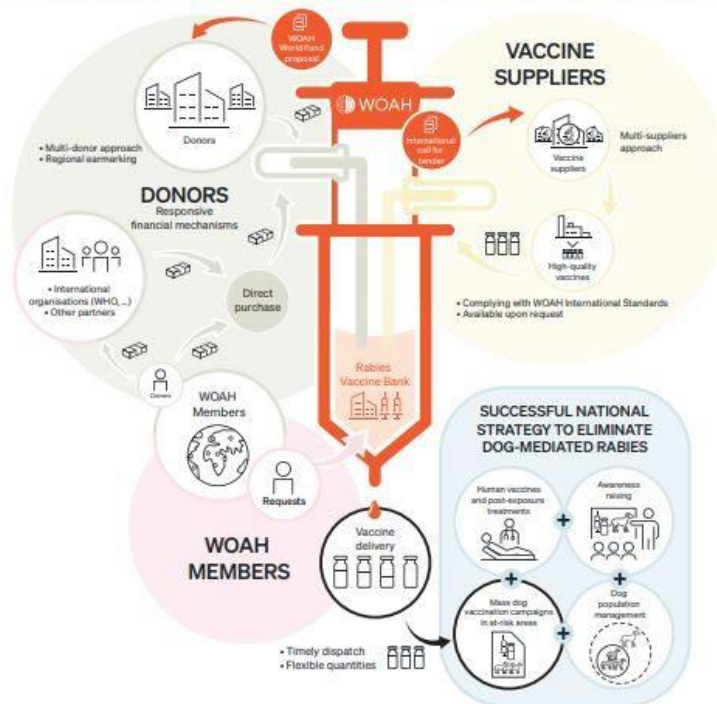 WOAH
World Fund
proposal
WOAH
VACCINE
SUPPLIERS
Donors
• Multi-donor approach
• Regional earmarking
International
call for
tender
Vaccine
suppliers
Multi-suppliers
approach
DONORS
Responsive
financial mechanisms
High-quality
vaccines
• International
organisations (WHO, ...)
• Other partners
Direct
purchase
• Complying with WOAH International Standards
• Available upon request
Donors
WOAH
Members
Rabies
Vaccine Bank
Requests
WOAH
MEMBERS
Vaccine
delivery
• Timely dispatch
• Flexible quantities
SUCCESSFUL NATIONAL
STRATEGY TO ELIMINATE
DOG-MEDIATED RABIES
Human vaccines
and post-exposure
treatments
+
Awareness
raising
+
+
Mass dog
vaccination campaigns
in at-risk areas
+
Dog
population
management